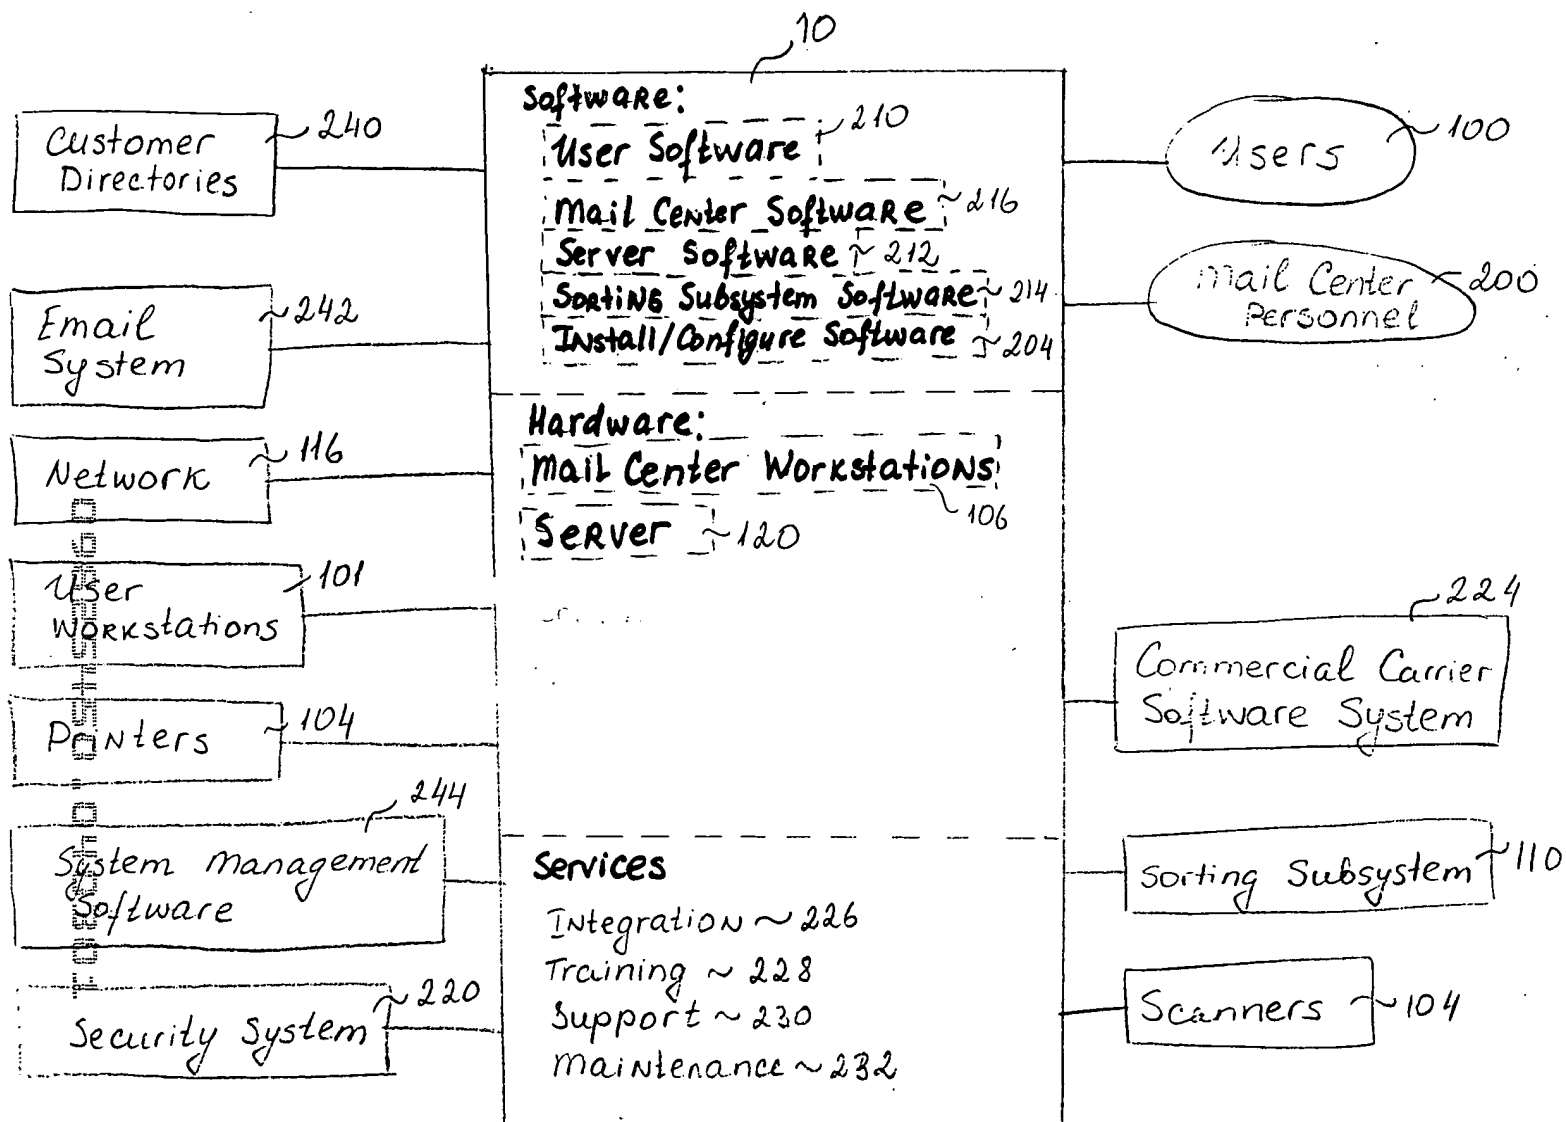 10
Customer
Directories
240
Email
System
242
Network
116
User
Workstations
101
Printers
104
System Management
Software
244
Security System
220
Software:
User Software
210
Mail Center Software
216
Server Software
212
Sorting Subsystem Software
214
Install/Configure Software
204
Hardware:
Mail Center Workstations
106
Server
120
Services
Integration ~ 226
Training ~ 228
Support ~ 230
Maintenance ~ 232
Users
100
Mail Center
Personnel
200
Commercial Carrier
Software System
224
Sorting Subsystem
110
Scanners
104